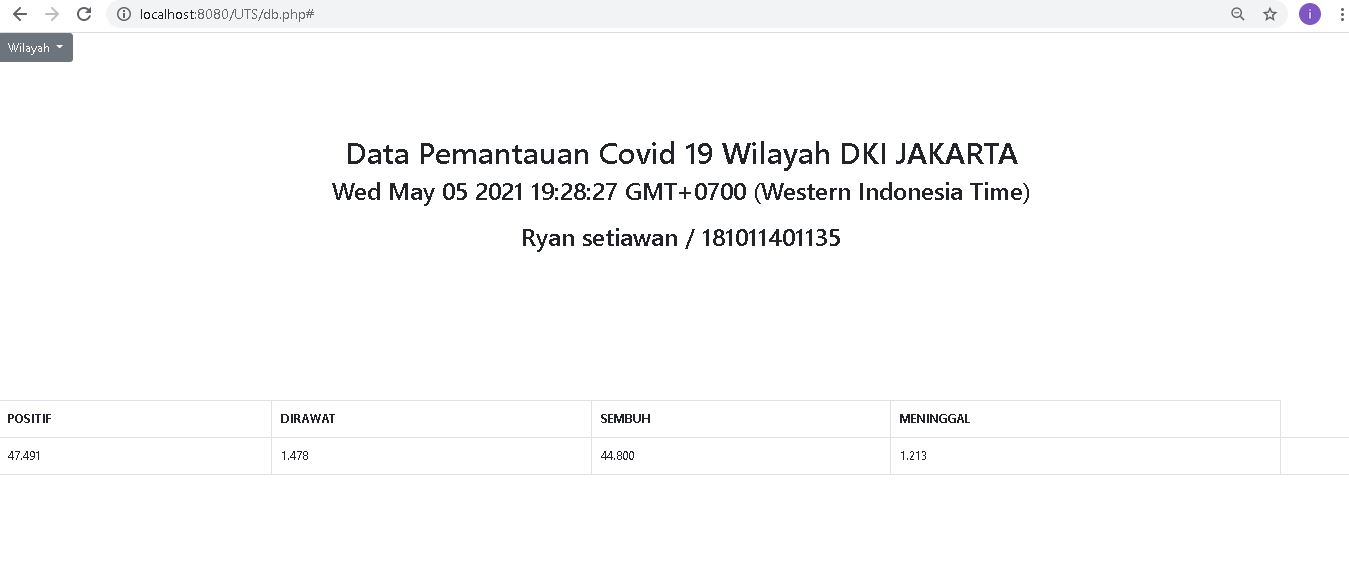 localhost:8080/UTS/db.php#
i
Wilayah
Data Pemantauan Covid 19 Wilayah DKI JAKARTA
Wed May 05 2021 19:28:27 GMT+0700 (Western Indonesia Time)
Ryan setiawan / 181011401135
POSITIF DIRAWAT SEMBUH MENINGGAL
47.491 1.478 44.800 1.213